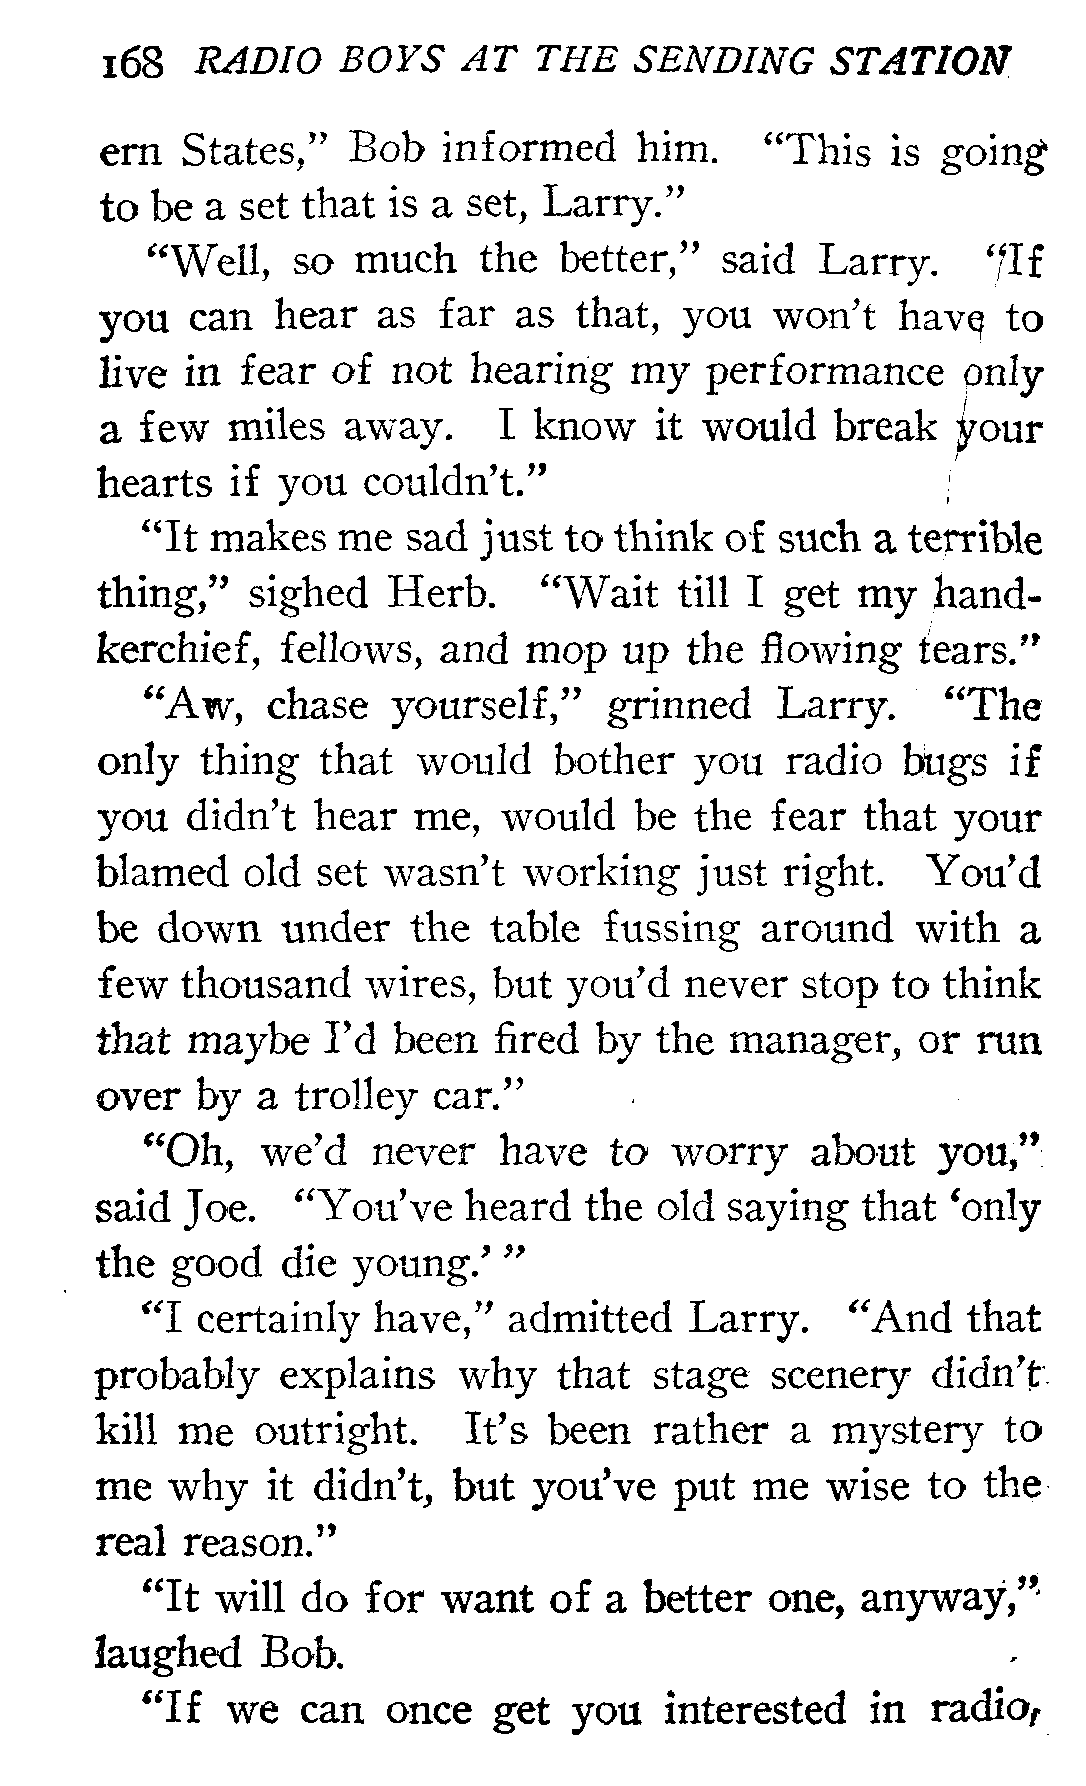 168 RADIO BOYS AT THE SENDING STATION
ern States,” Bob informed him. “This is going
to be a set that is a set, Larry.”
“Well, so much the better,” said Larry. “If
you can hear as far as that, you won’t have to
live in fear of not hearing my performance only
a few miles away. I know it would break your
hearts if you couldn’t.”
“It makes me sad just to think of such a terrible
thing,” sighed Herb. “Wait till I get my hand-
kerchief, fellows, and mop up the flowing tears.”
“Aw, chase yourself,” grinned Larry. “The
only thing that would bother you radio bugs if
you didn’t hear me, would be the fear that your
blamed old set wasn’t working just right. You’d
be down under the table fussing around with a
few thousand wires, but you’d never stop to think
that maybe I’d been fired by the manager, or run
over by a trolley car.”
“Oh, we’d never have to worry about you,”
said Joe. “You’ve heard the old saying that ‘only
the good die young.’ ”
“I certainly have,” admitted Larry. “And that
probably explains why that stage scenery didn’t
kill me outright. It’s been rather a mystery to
me why it didn’t, but you’ve put me wise to the
real reason.”
“It will do for want of a better one, anyway,”
laughed Bob.
“If we can once get you interested in radio,